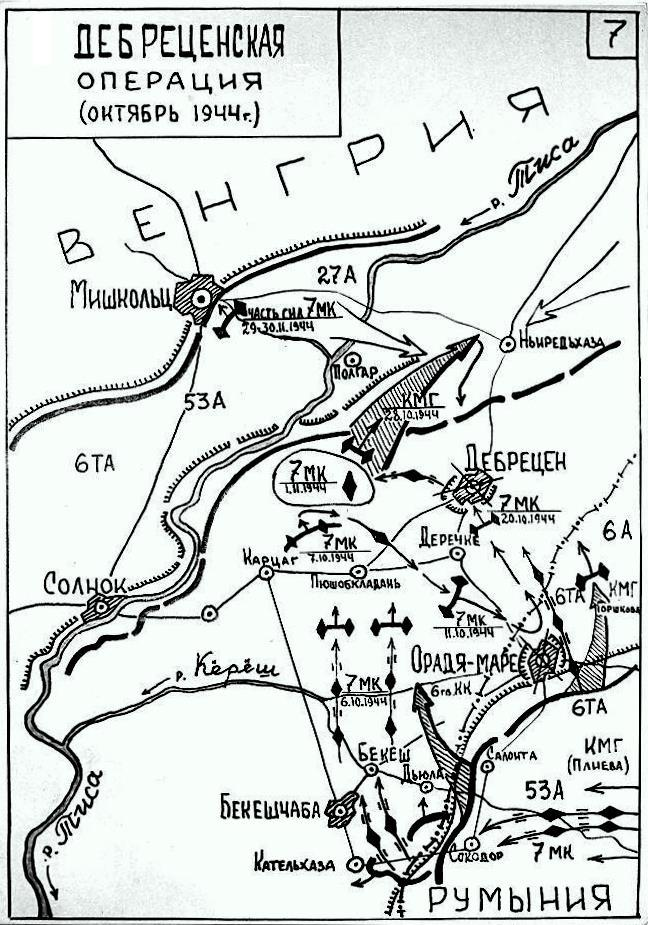 ДЕБРЕЦЕНСКАЯ
ОПЕРАЦИЯ
(ОКТЯБРЬ 1944г.)
7
ВЕНГРИЯ
р. Тиса
27А
Мишкольц
ЧАСТЬ СИЛ 7МК
29-30.11.1944
Ньиредьхаза
Полгар
53А
КМГ
28.10.1944
6ТА
7МК
1.11.1944
Дебрецен
7МК
20.10.1944
6А
7МК
7.10.1944
Деречке
Карцаг
Пюшобкладань
Солнок
6ТА
КМГ
Горшкова
7МК
11.10.1944
Орадя-Маре
р. Кёрёш
7МК
6.10.1944
6гв.КК
6ТА
Бекеш
Салонта
КМГ
(Плиева)
Дьюла
53А
Бекешчаба
р. Тиса
Кательхаза
Сокодор
7МК
РУМЫНИЯ